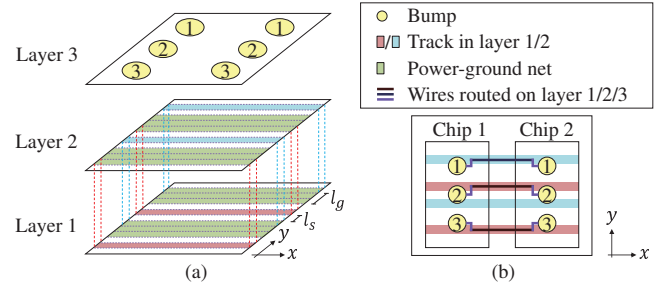 Layer 3
1 1
2 2
3 3
Layer 2
Layer 1
l_g
l_s
y
x
(a)
Bump
/ Track in layer 1/2
Power-ground net
Wires routed on layer 1/2/3
Chip 1 Chip 2
1 1
2 2
3 3
y
x
(b)